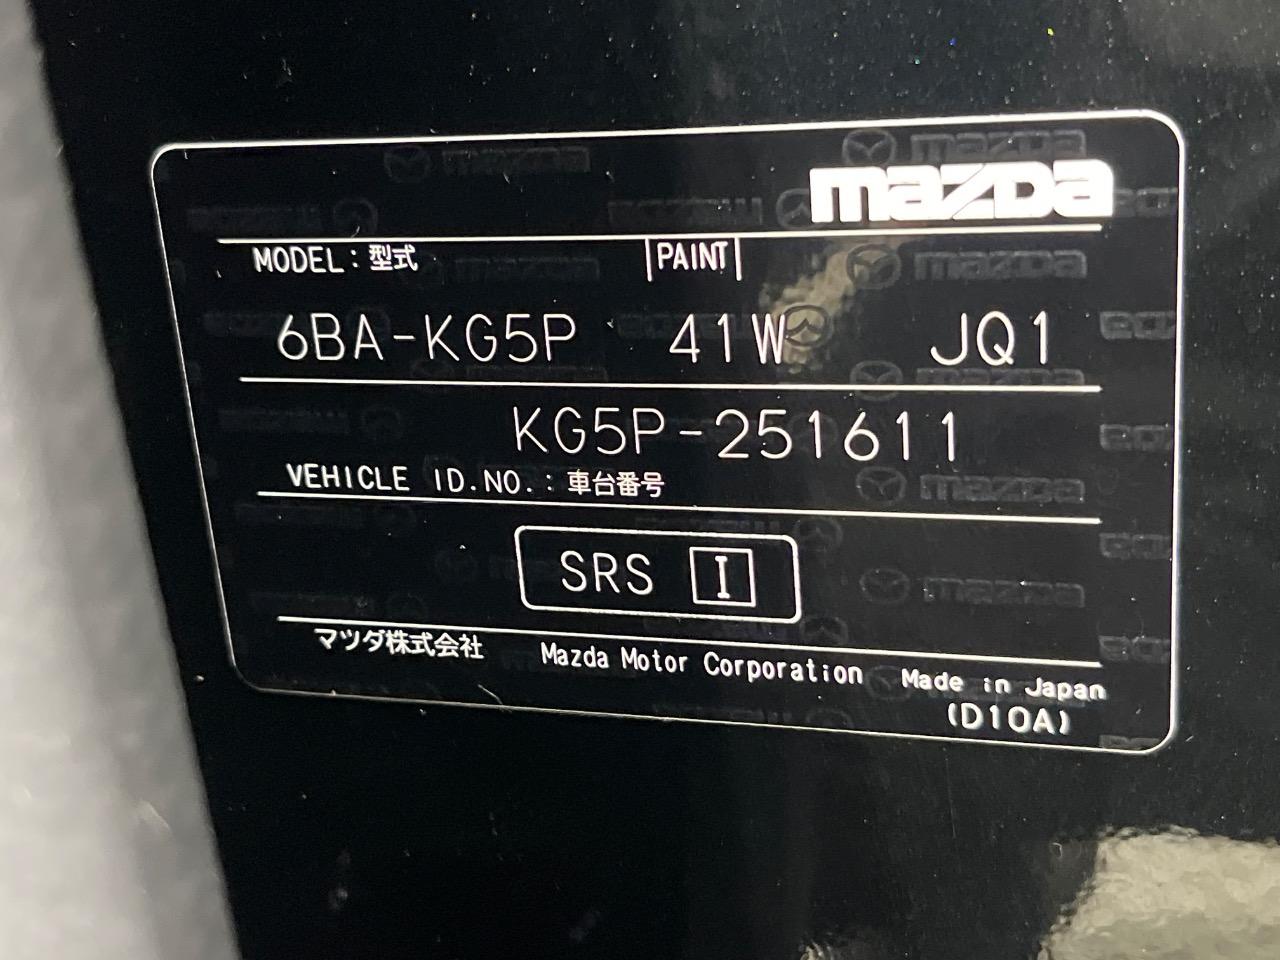 mazda
MODEL:型式 PAINT
6BA-KG5P 41W JQ1
KG5P-251611
VEHICLE ID.NO.:車台番号
SRS I
マツダ株式会社 Mazda Motor Corporation Made in Japan
(D10A)